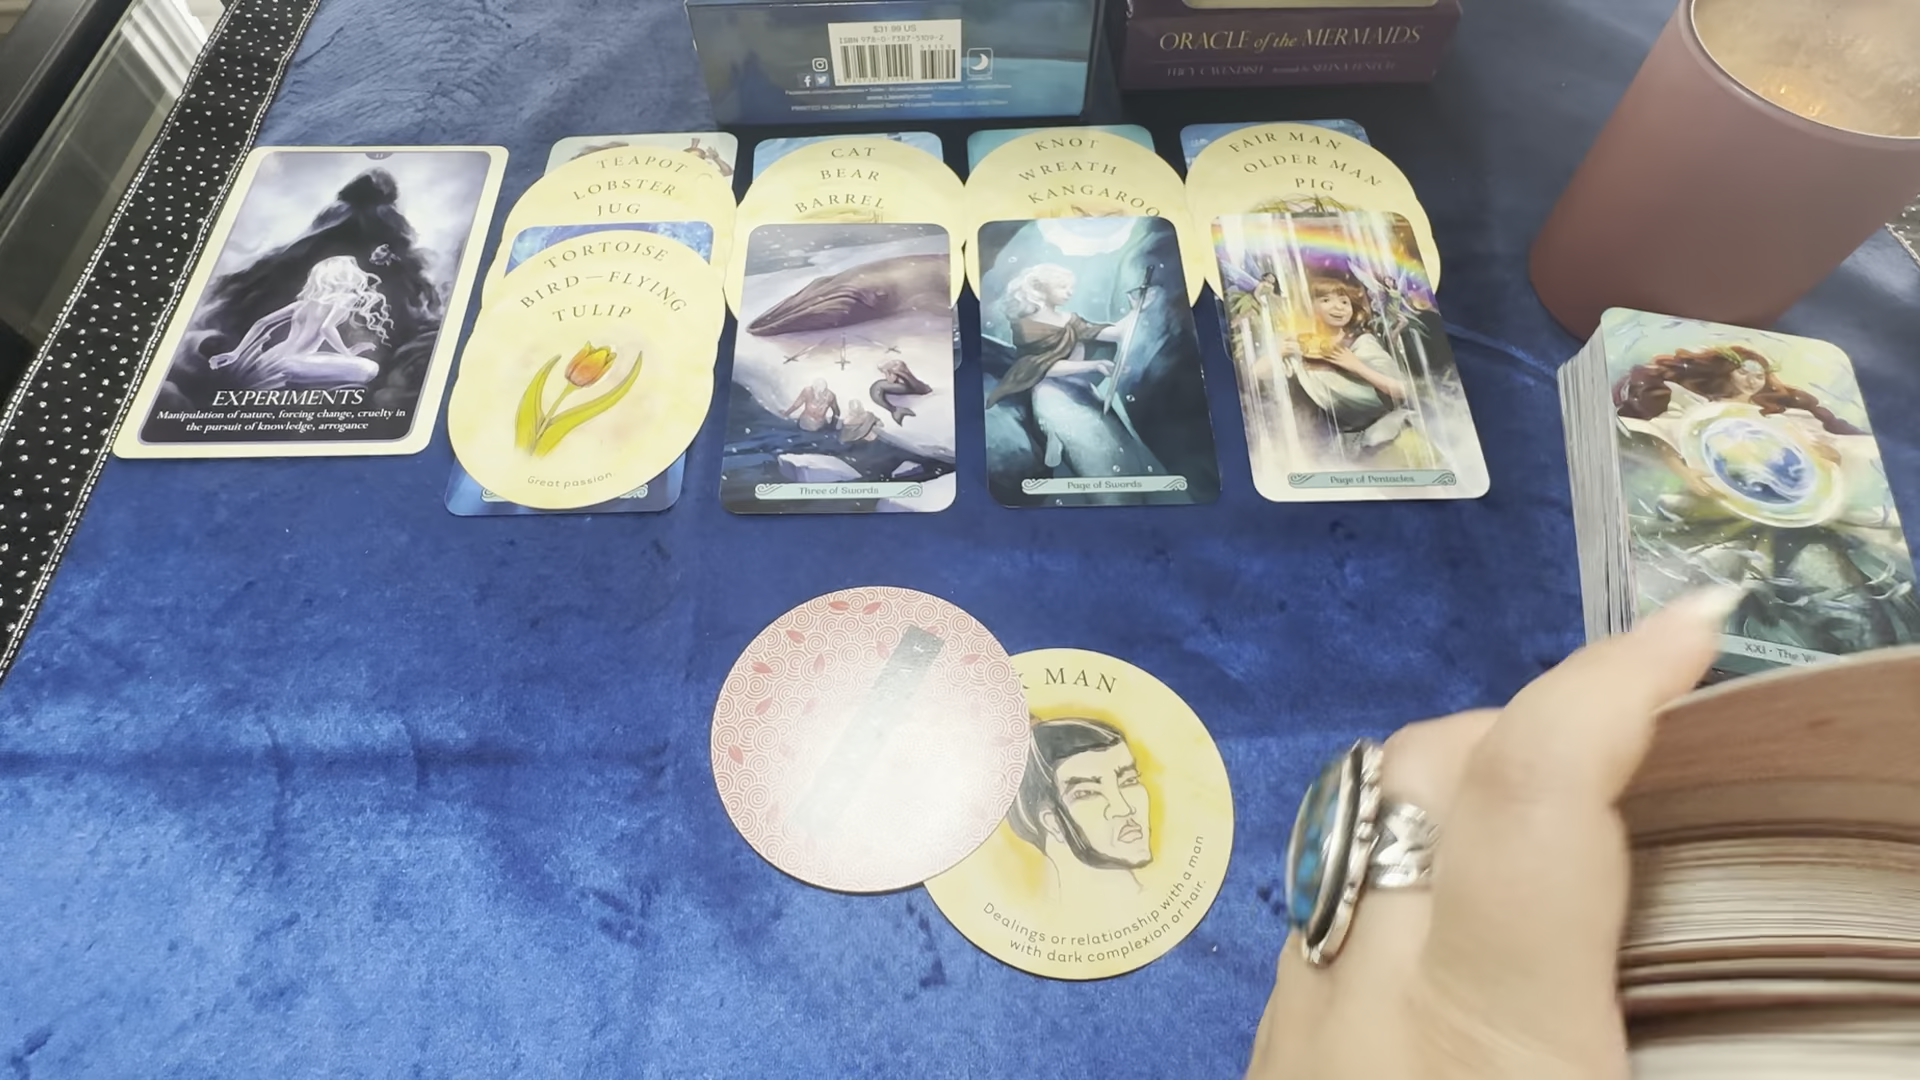 $31.99 US
ISBN 978-0-7387-5109-2
ORACLE of the MERMAIDS
LUCY CAVENDISH
SELINA FENECH
TEAPOT
LOBSTER
JUG
CAT
BEAR
BARREL
KNOT
WREATH
KANGAROO
FAIR MAN
OLDER MAN
PIG
11
EXPERIMENTS
Manipulation of nature, forcing change, cruelty in
the pursuit of knowledge, arrogance
TORTOISE
BIRD—FLYING
TULIP
Great passion.
Three of Swords
Page of Swords
Page of Pentacles
XXI • The W
K MAN
Dealings or relationship with a man
with dark complexion or hair.